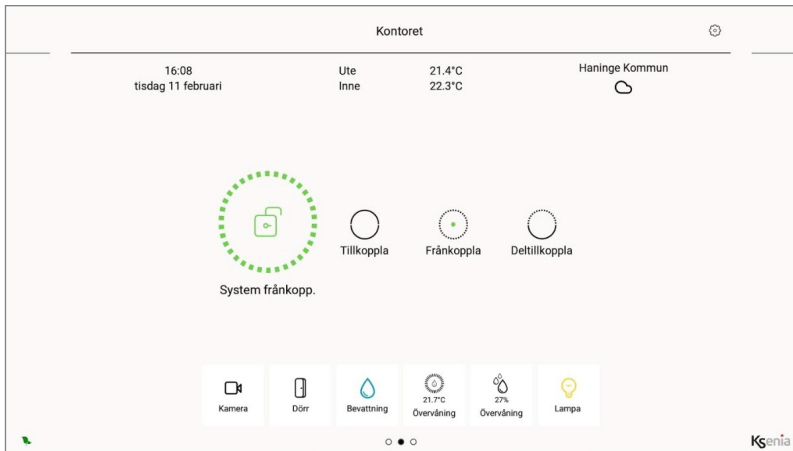 Kontoret
16:08
tisdag 11 februari
Ute 21.4°C
Inne 22.3°C
Haninge Kommun
System frånkopp.
Tillkoppla
Frånkoppla
Deltillkoppla
Kamera
Dörr
Bevattning
21.7°C
Övervåning
27%
Övervåning
Lampa
Ksenia